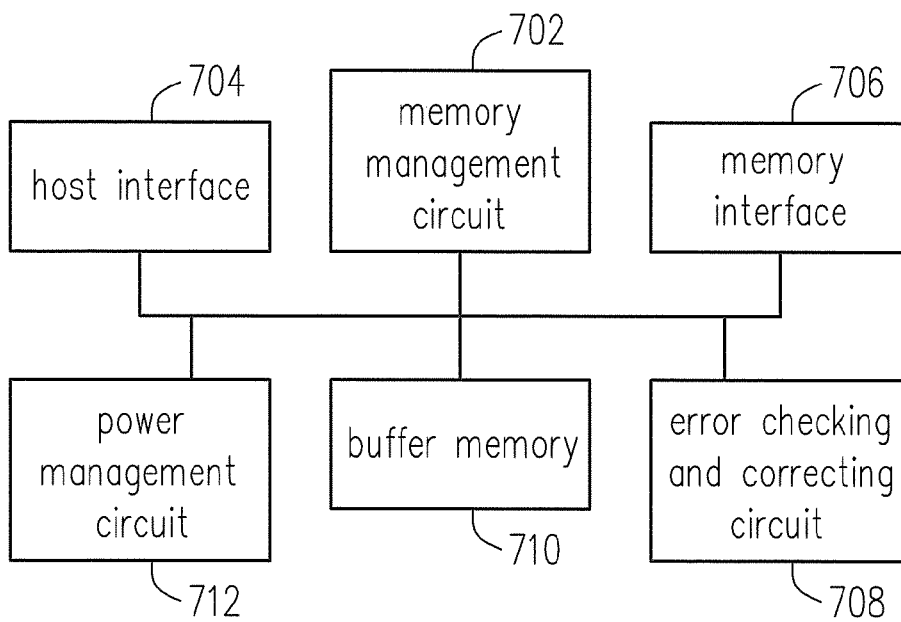 702
704
706
memory
management
circuit
host interface
memory
interface
power
management
circuit
buffer memory
error checking
and correcting
circuit
710
712
708